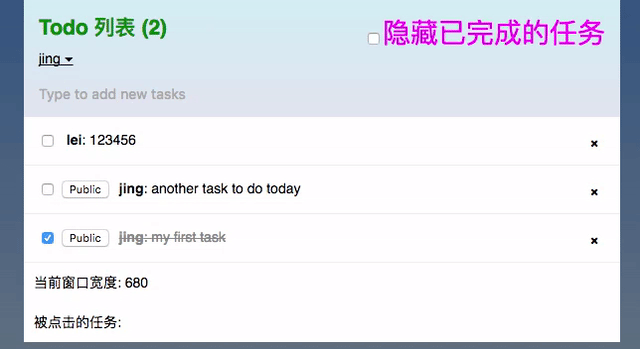 Todo 列表 (2)
隐藏已完成的任务
jing
Type to add new tasks
lei: 123456
Public jing: another task to do today
Public jing: my first task
当前窗口宽度: 680
被点击的任务: